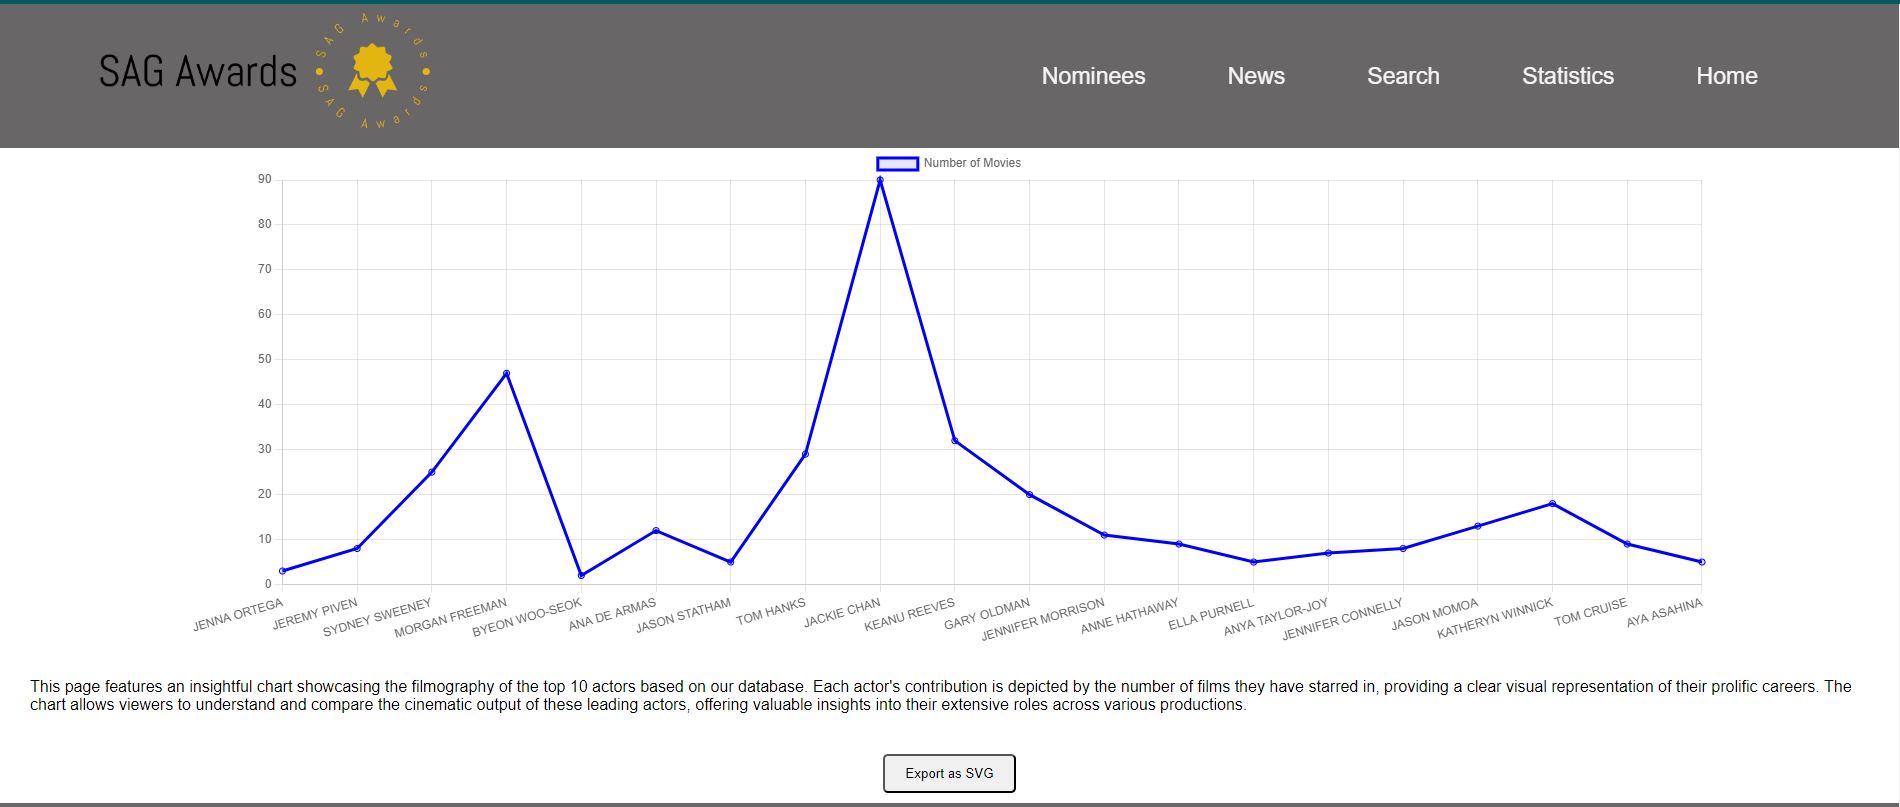 SAG Awards
SAG Awards SAG Awards
Nominees
News
Search
Statistics
Home
Number of Movies
90
80
70
60
50
40
30
20
10
0
JENNA ORTEGA
JEREMY PIVEN
SYDNEY SWEENEY
MORGAN FREEMAN
BYEON WOO-SEOK
ANA DE ARMAS
JASON STATHAM
TOM HANKS
JACKIE CHAN
KEANU REEVES
GARY OLDMAN
JENNIFER MORRISON
ANNE HATHAWAY
ELLA PURNELL
ANYA TAYLOR-JOY
JENNIFER CONNELLY
JASON MOMOA
KATHERYN WINNICK
TOM CRUISE
AYA ASAHINA
This page features an insightful chart showcasing the filmography of the top 10 actors based on our database. Each actor's contribution is depicted by the number of films they have starred in, providing a clear visual representation of their prolific careers. The
chart allows viewers to understand and compare the cinematic output of these leading actors, offering valuable insights into their extensive roles across various productions.
Export as SVG